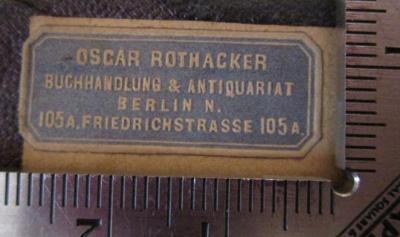 OSCAR ROTHACKER
BUCHHANDLUNG & ANTIQUARIAT
BERLIN N.
105A. FRIEDRICHSTRASSE 105A.